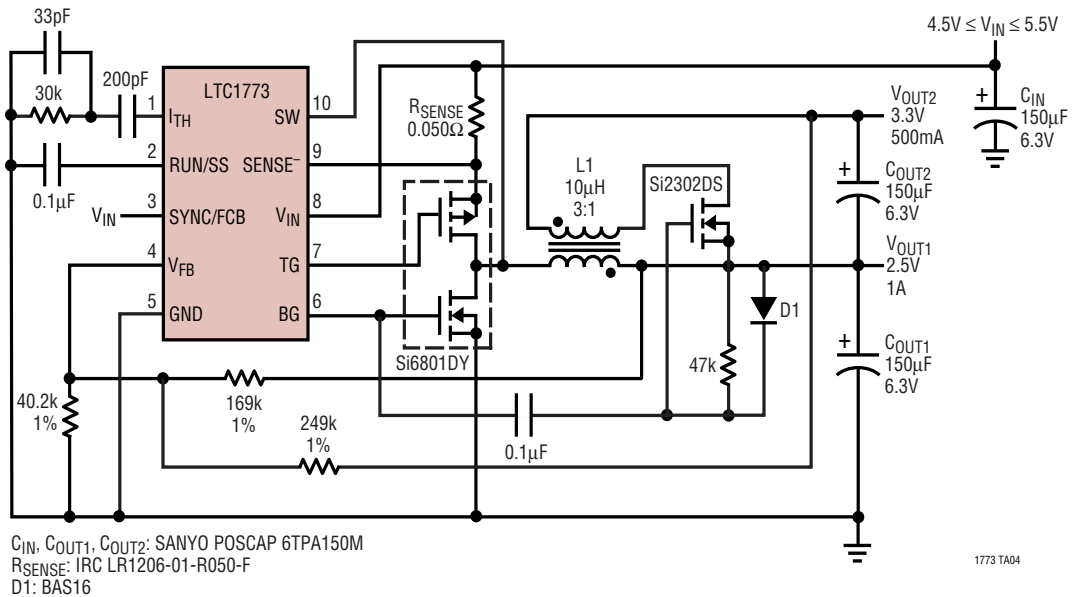 33pF
4.5V ≤ VIN ≤ 5.5V
30k
200pF
LTC1773
1
ITH
SW
10
RSENSE
0.050Ω
VOUT2
3.3V
500mA
CIN
150µF
6.3V
2
RUN/SS
SENSE–
9
0.1µF
L1
10µH
3:1
Si2302DS
COUT2
150µF
6.3V
VIN
3
SYNC/FCB
VIN
8
4
VFB
TG
7
VOUT1
2.5V
1A
5
GND
BG
6
D1
Si6801DY
47k
COUT1
150µF
6.3V
40.2k
1%
169k
1%
249k
1%
0.1µF
CIN, COUT1, COUT2: SANYO POSCAP 6TPA150M
RSENSE: IRC LR1206-01-R050-F
D1: BAS16
1773 TA04